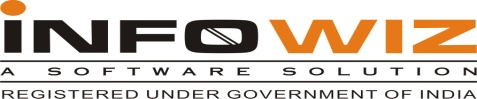 INFOWIZ
A SOFTWARE SOLUTION
REGISTERED UNDER GOVERNMENT OF INDIA